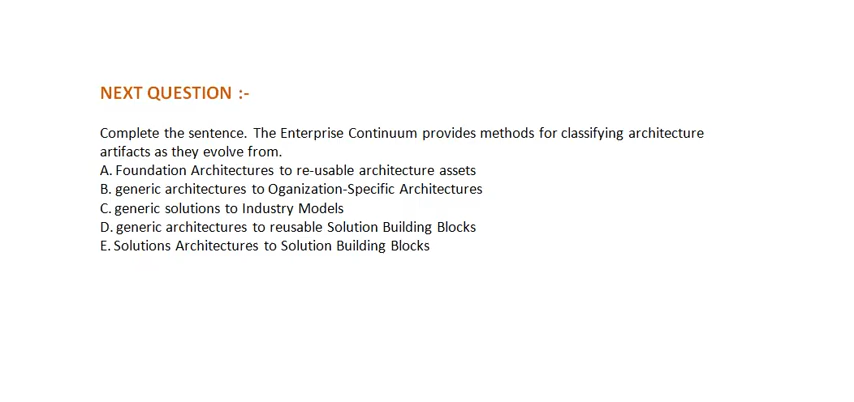 NEXT QUESTION :-
Complete the sentence. The Enterprise Continuum provides methods for classifying architecture
artifacts as they evolve from.
A. Foundation Architectures to re-usable architecture assets
B. generic architectures to Oganization-Specific Architectures
C. generic solutions to Industry Models
D. generic architectures to reusable Solution Building Blocks
E. Solutions Architectures to Solution Building Blocks